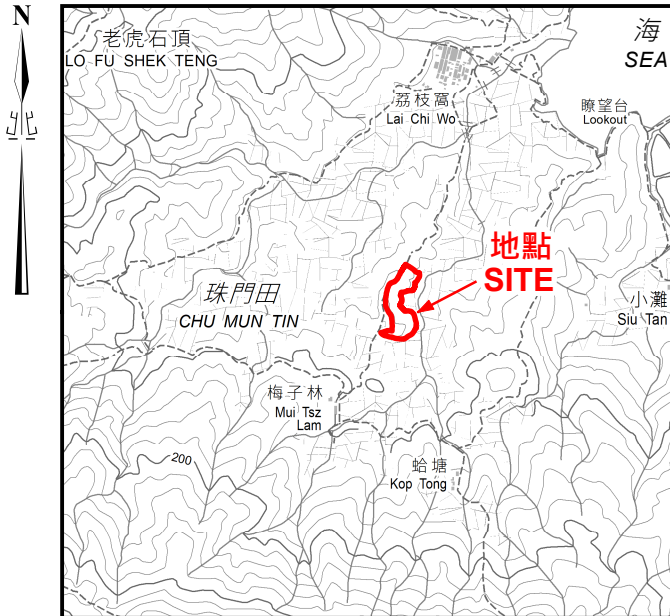 N
老虎石頂
LO FU SHEK TENG
海
SEA
荔枝窩
Lai Chi Wo
瞭望台
Lookout
地點
SITE
珠門田
CHU MUN TIN
小灘
Siu Tan
梅子林
Mui Tsz
Lam
200
蛤塘
Kop Tong